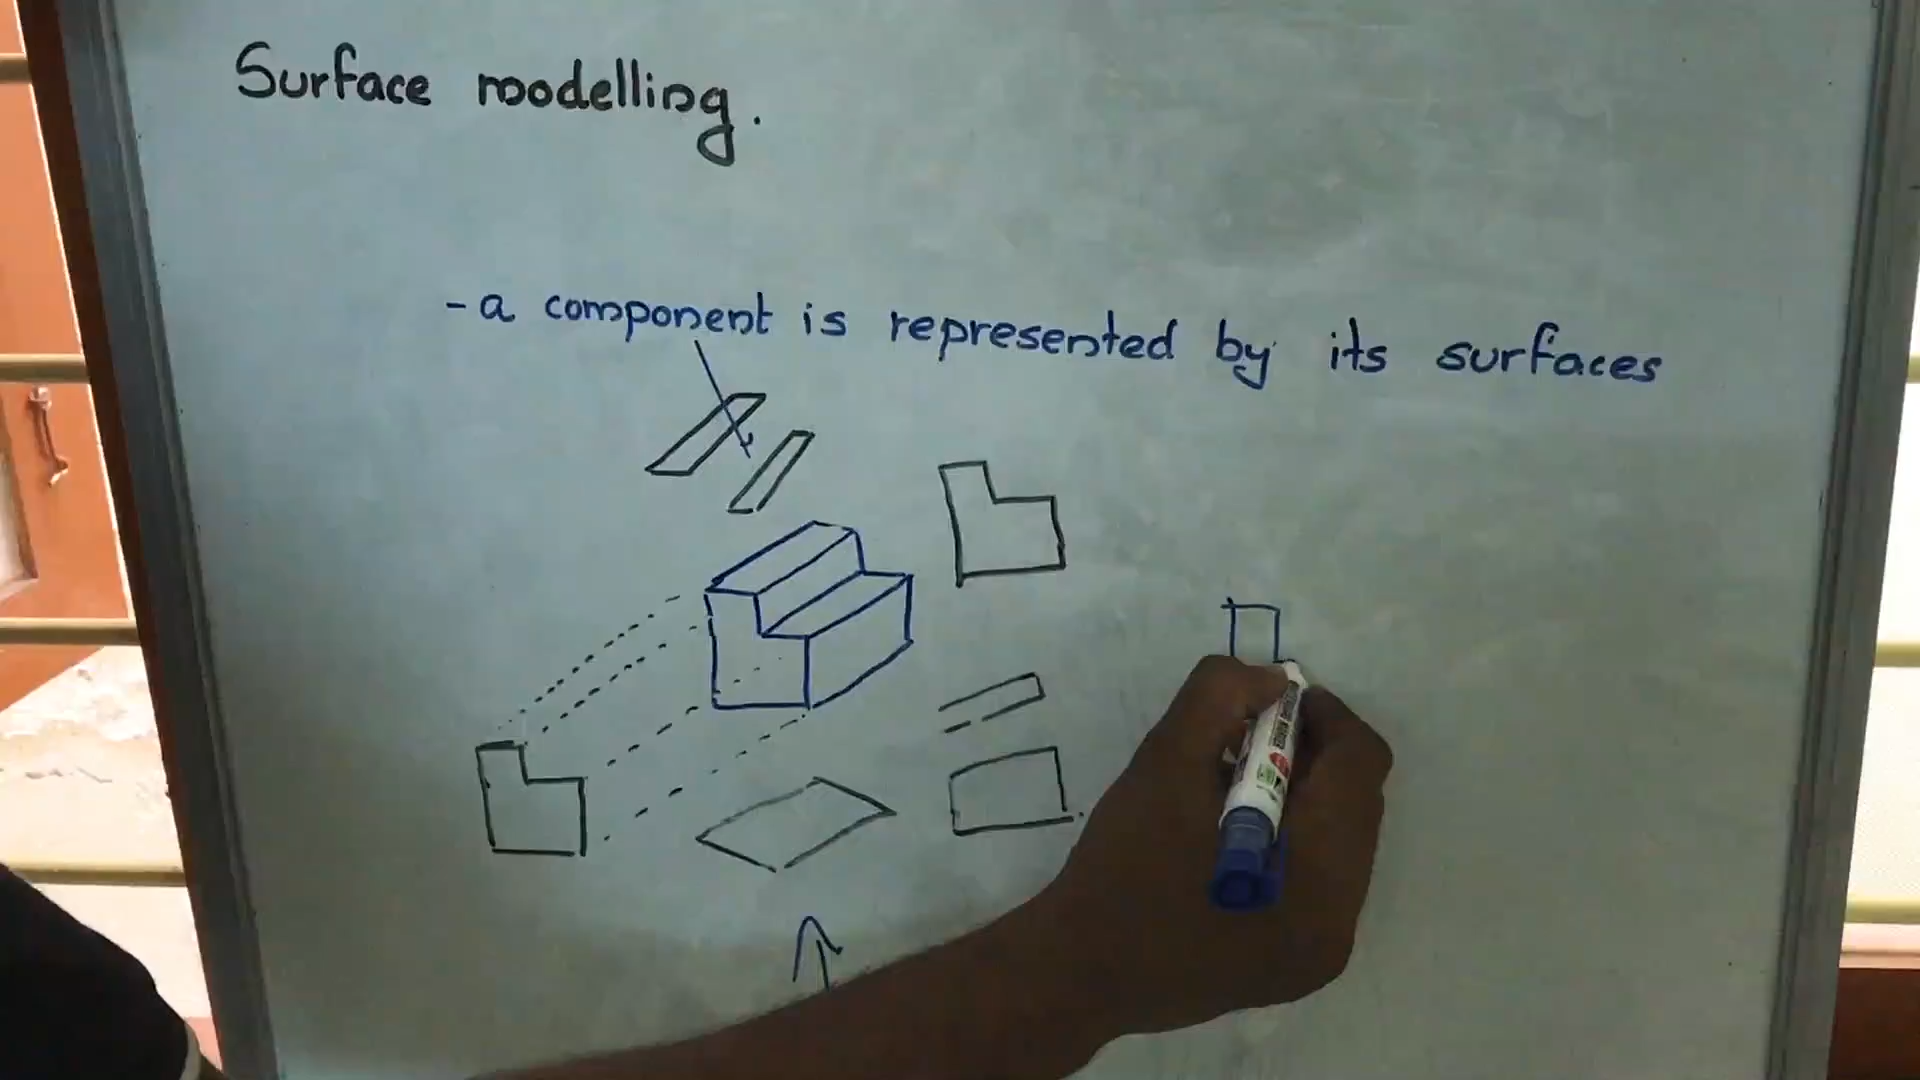 Surface modelling.
- a component is represented by its surfaces